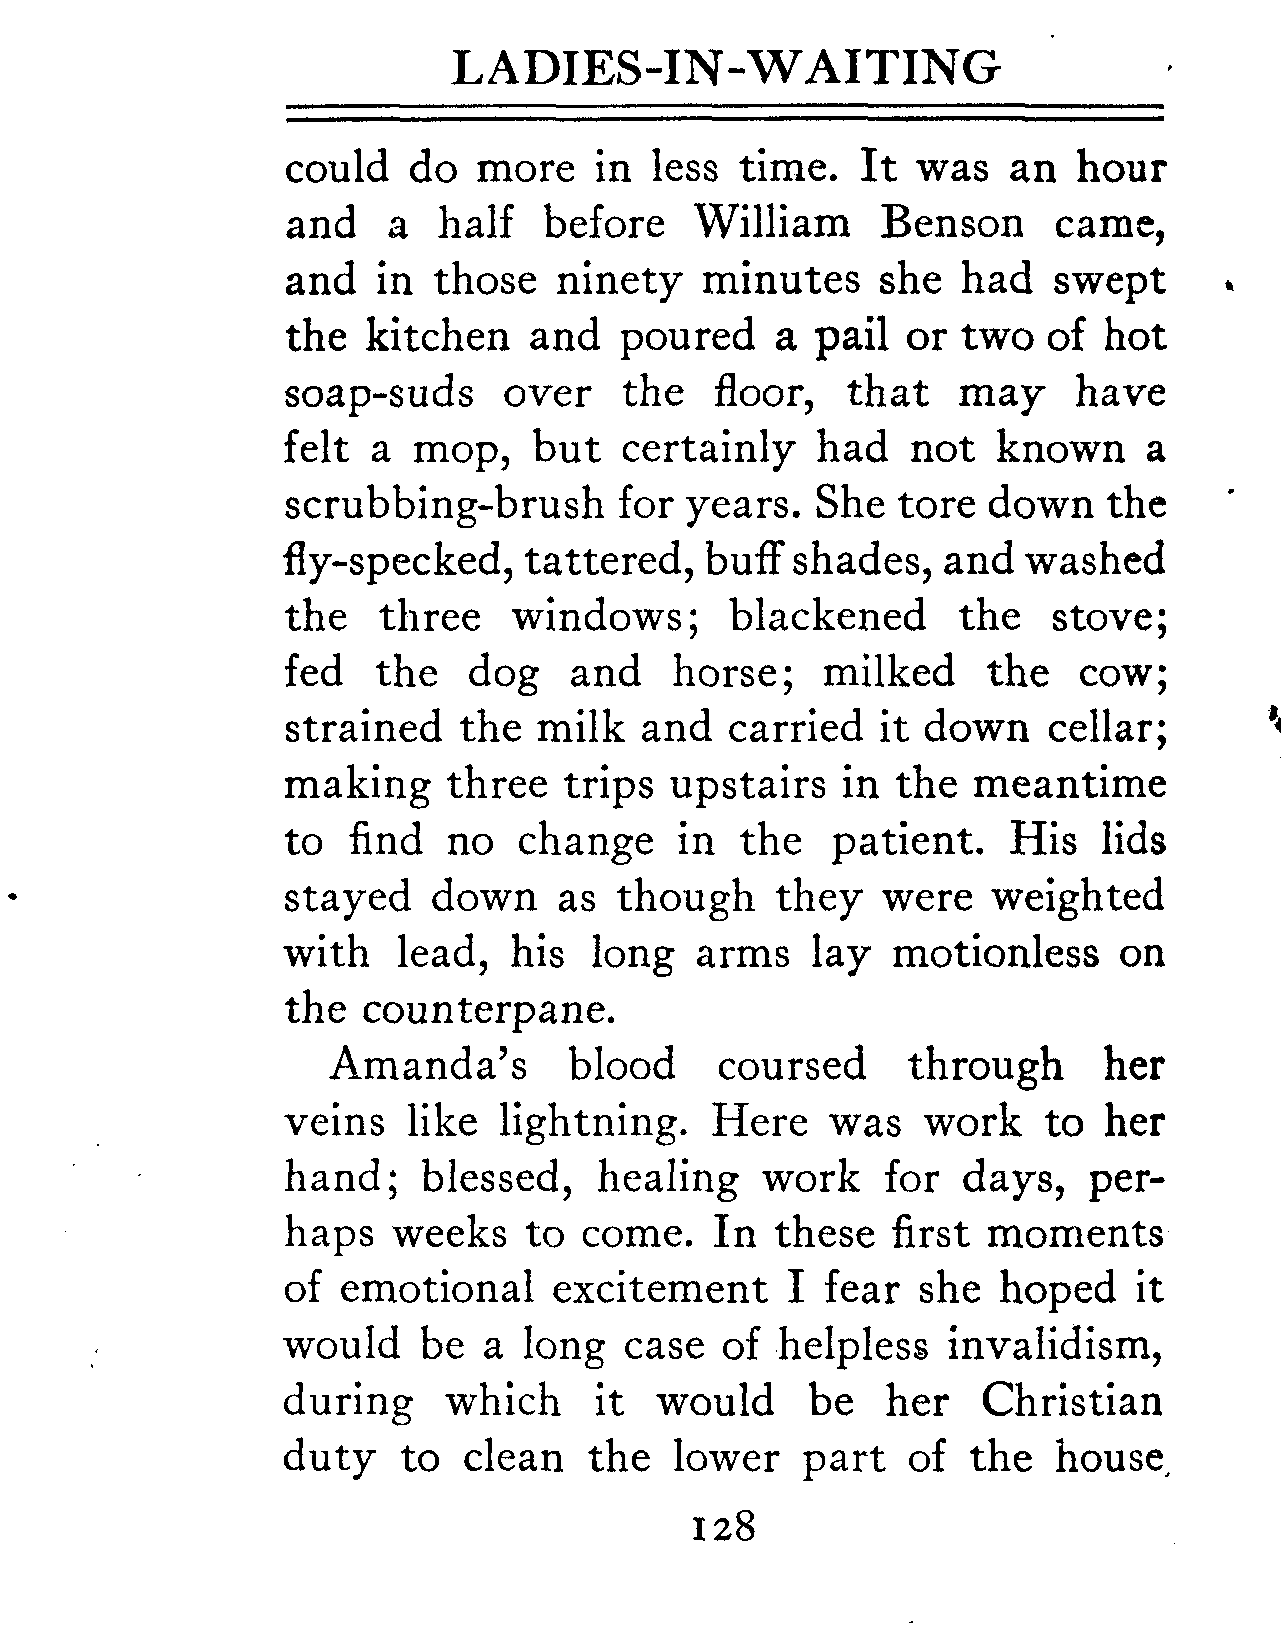 LADIES-IN-WAITING
could do more in less time. It was an hour
and a half before William Benson came,
and in those ninety minutes she had swept
the kitchen and poured a pail or two of hot
soap-suds over the floor, that may have
felt a mop, but certainly had not known a
scrubbing-brush for years. She tore down the
fly-specked, tattered, buff shades, and washed
the three windows; blackened the stove;
fed the dog and horse; milked the cow;
strained the milk and carried it down cellar;
making three trips upstairs in the meantime
to find no change in the patient. His lids
stayed down as though they were weighted
with lead, his long arms lay motionless on
the counterpane.
Amanda's blood coursed through her
veins like lightning. Here was work to her
hand; blessed, healing work for days, per-
haps weeks to come. In these first moments
of emotional excitement I fear she hoped it
would be a long case of helpless invalidism,
during which it would be her Christian
duty to clean the lower part of the house,
128